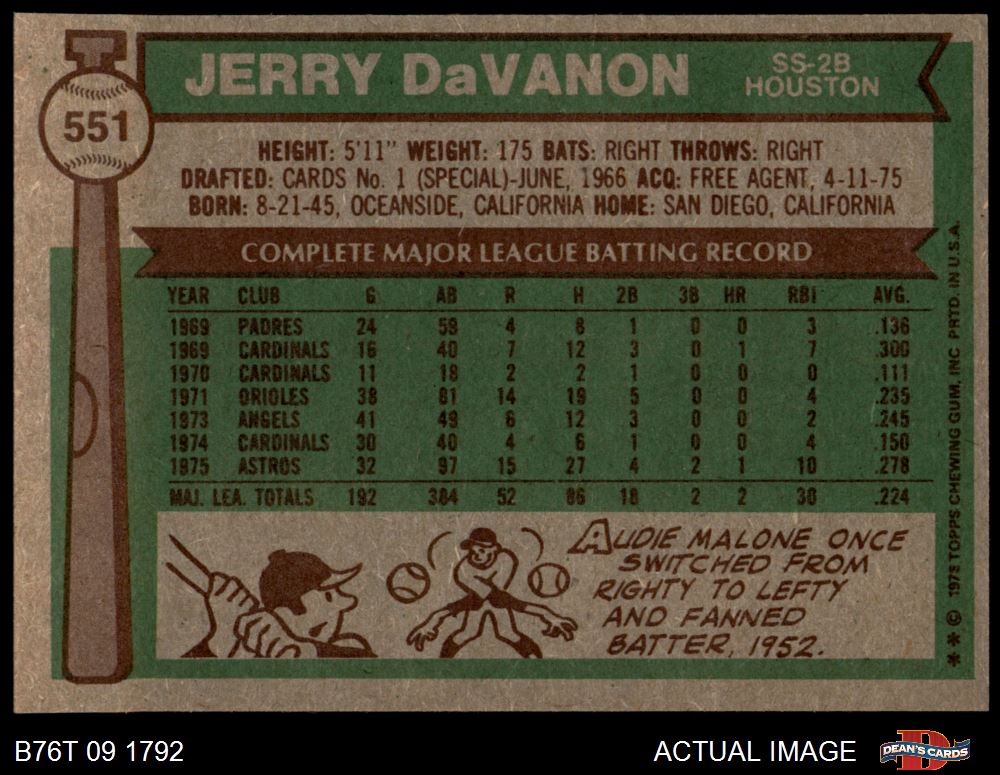 551
JERRY DaVANON
SS-2B
HOUSTON
HEIGHT: 5'11" WEIGHT: 175 BATS: RIGHT THROWS: RIGHT
DRAFTED: CARDS No. 1 (SPECIAL)-JUNE, 1966 ACQ: FREE AGENT, 4-11-75
BORN: 8-21-45, OCEANSIDE, CALIFORNIA HOME: SAN DIEGO, CALIFORNIA
COMPLETE MAJOR LEAGUE BATTING RECORD
YEAR CLUB G AB R H 2B 3B HR RBI AVG.
1969 PADRES 24 59 4 8 1 0 0 3 .136
1969 CARDINALS 16 40 7 12 3 0 1 7 .300
1970 CARDINALS 11 18 2 2 1 0 0 0 .111
1971 ORIOLES 38 81 14 19 5 0 0 4 .235
1973 ANGELS 41 49 6 12 3 0 0 2 .245
1974 CARDINALS 30 40 4 6 1 0 0 4 .150
1975 ASTROS 32 97 15 27 4 2 1 10 .278
MAJ. LEA. TOTALS 192 384 52 86 18 2 2 30 .224
AUDIE MALONE ONCE
SWITCHED FROM
RIGHTY TO LEFTY
AND FANNED
BATTER, 1952.
** © TOPPS CHEWING GUM, INC PRTD. IN U.S.A.
B76T 09 1792
ACTUAL IMAGE
DEAN'S CARDS